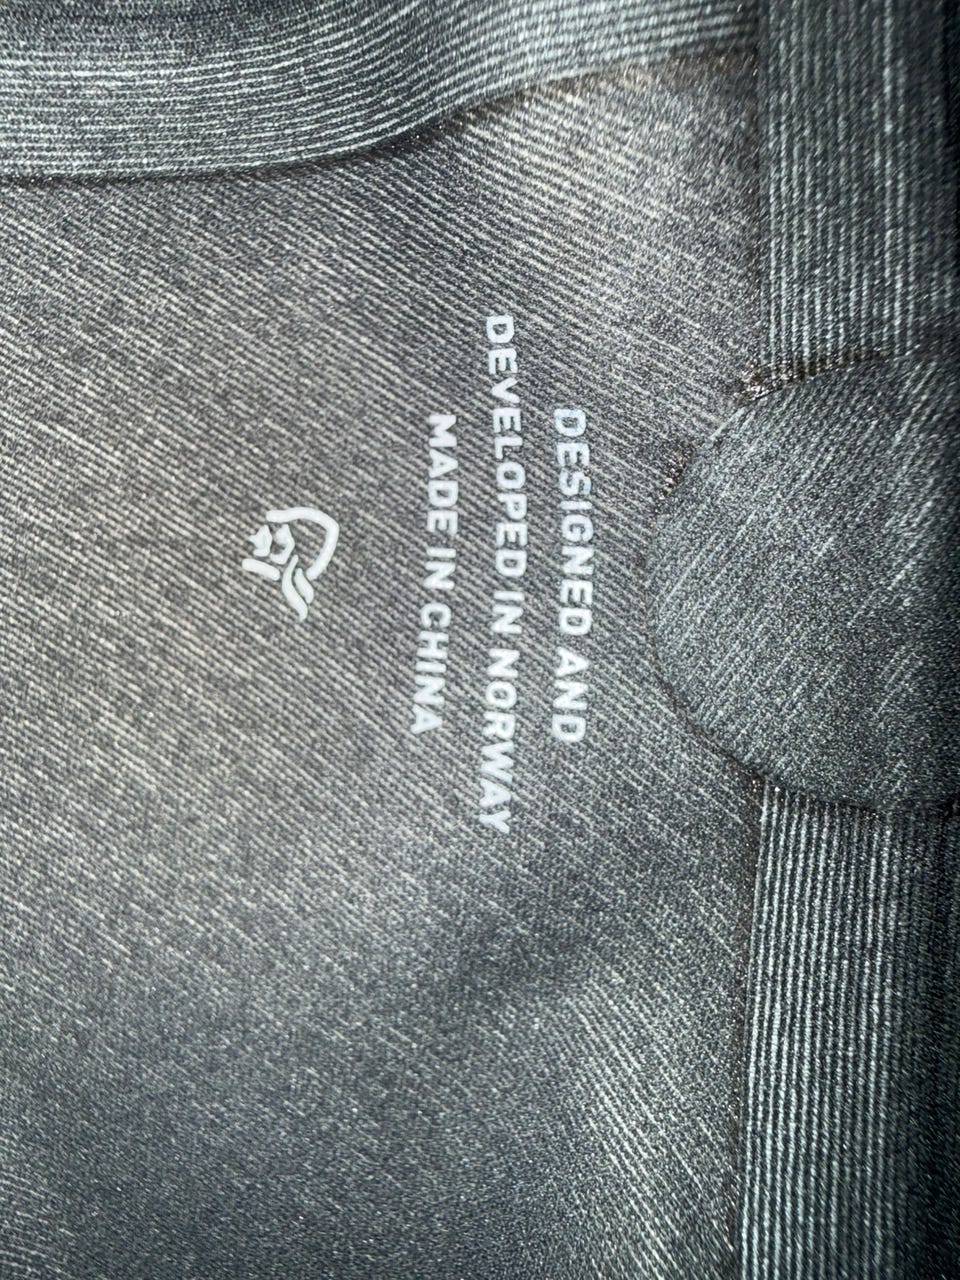 DESIGNED AND
DEVELOPED IN NORWAY
MADE IN CHINA